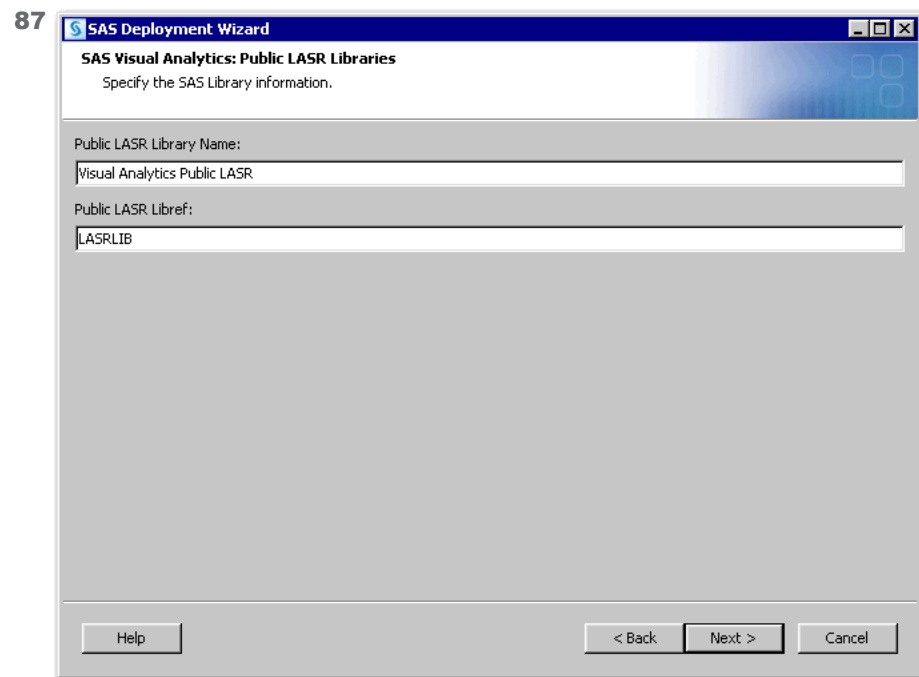 87
SAS Deployment Wizard
SAS Visual Analytics: Public LASR Libraries
Specify the SAS Library information.
Public LASR Library Name:
Visual Analytics Public LASR
Public LASR Libref:
LASRLIB
Help
< Back
Next >
Cancel